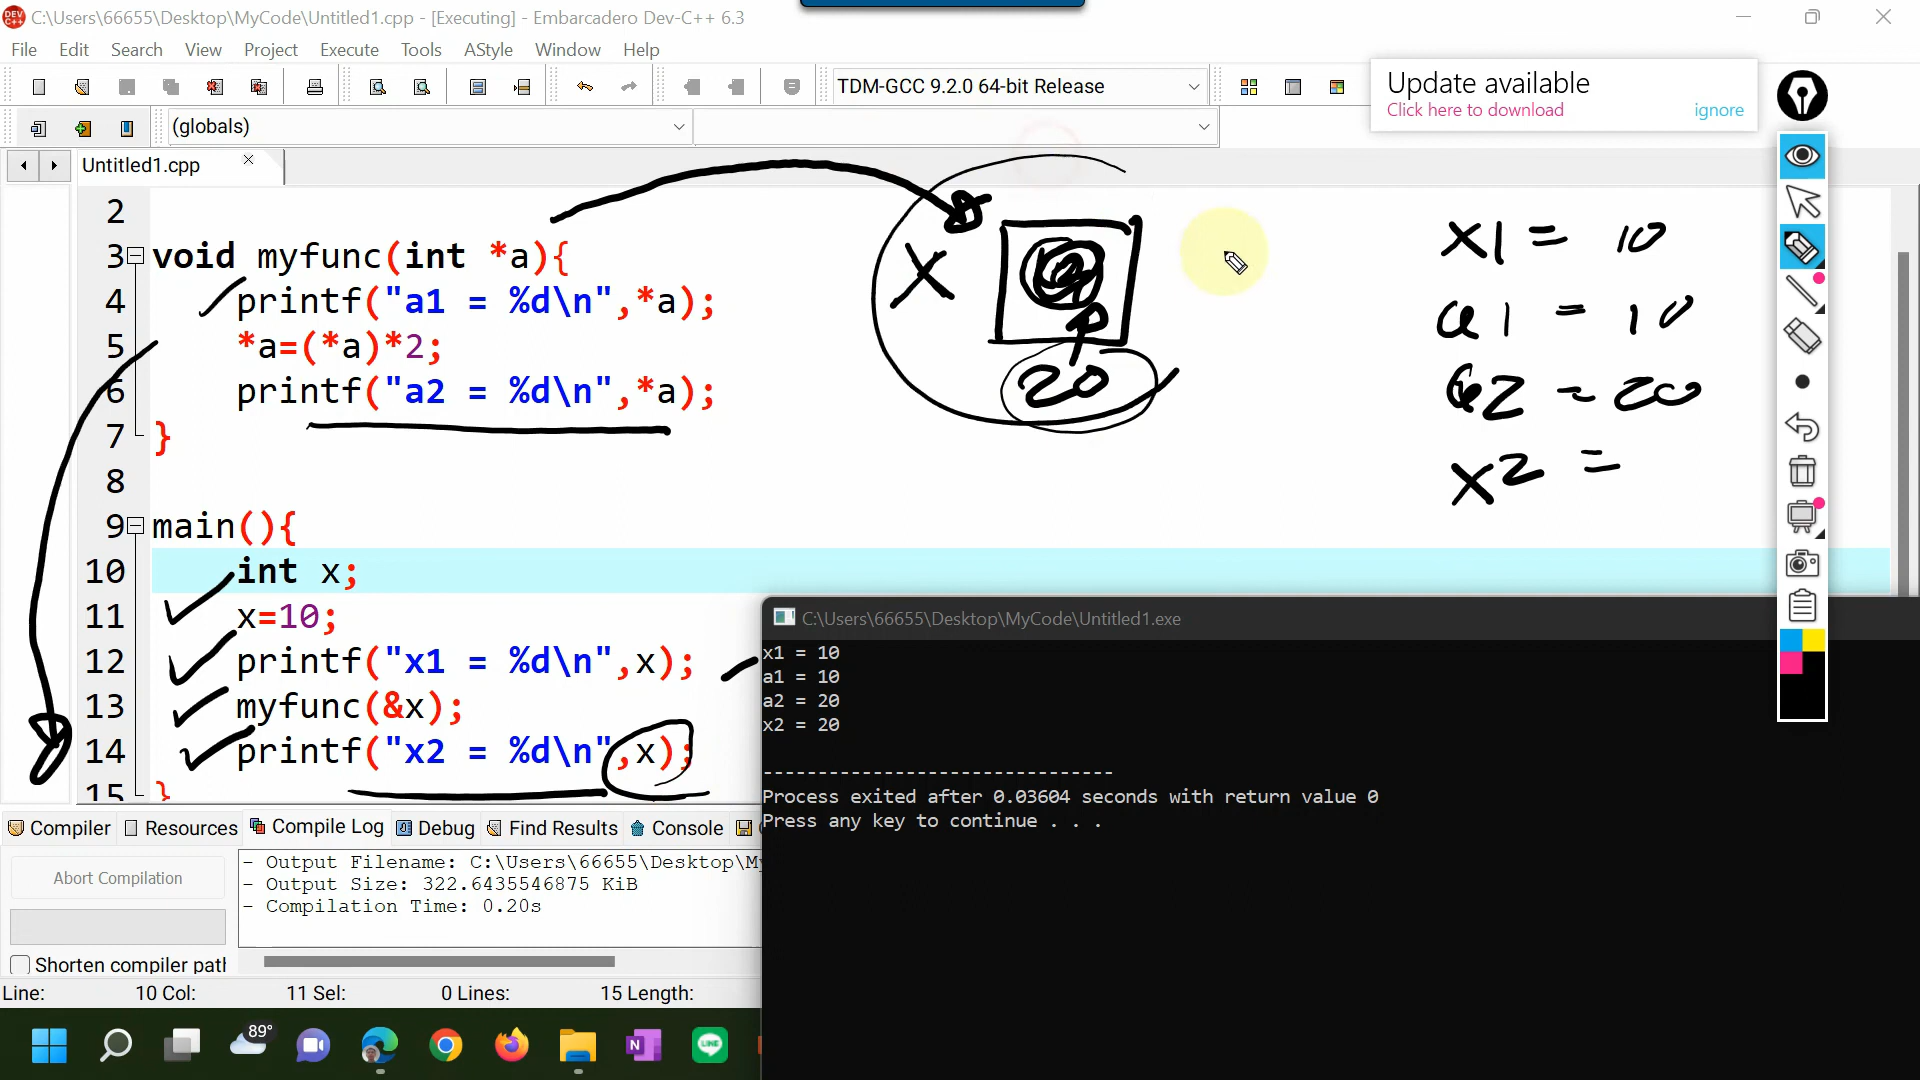 C:\Users\66655\Desktop\MyCode\Untitled1.cpp - [Executing] - Embarcadero Dev-C++ 6.3
File Edit Search View Project Execute Tools AStyle Window Help
TDM-GCC 9.2.0 64-bit Release
Update available
Click here to download ignore
(globals)
Untitled1.cpp
2
3 void myfunc(int *a){
4 printf("a1 = %d\n",*a);
5 *a=(*a)*2;
6 printf("a2 = %d\n",*a);
7 }
8
9 main(){
10 int x;
11 x=10;
12 printf("x1 = %d\n",x);
13 myfunc(&x);
14 printf("x2 = %d\n",x);
15 }
X
20
x1 = 10
a1 = 10
a2 = 20
x2 =
C:\Users\66655\Desktop\MyCode\Untitled1.exe
x1 = 10
a1 = 10
a2 = 20
x2 = 20
--------------------------------
Process exited after 0.03604 seconds with return value 0
Press any key to continue . . .
Compiler Resources Compile Log Debug Find Results Console
Abort Compilation
Shorten compiler path
- Output Filename: C:\Users\66655\Desktop\My
- Output Size: 322.6435546875 KiB
- Compilation Time: 0.20s
Line: 10 Col: 11 Sel: 0 Lines: 15 Length:
89°
N
LINE